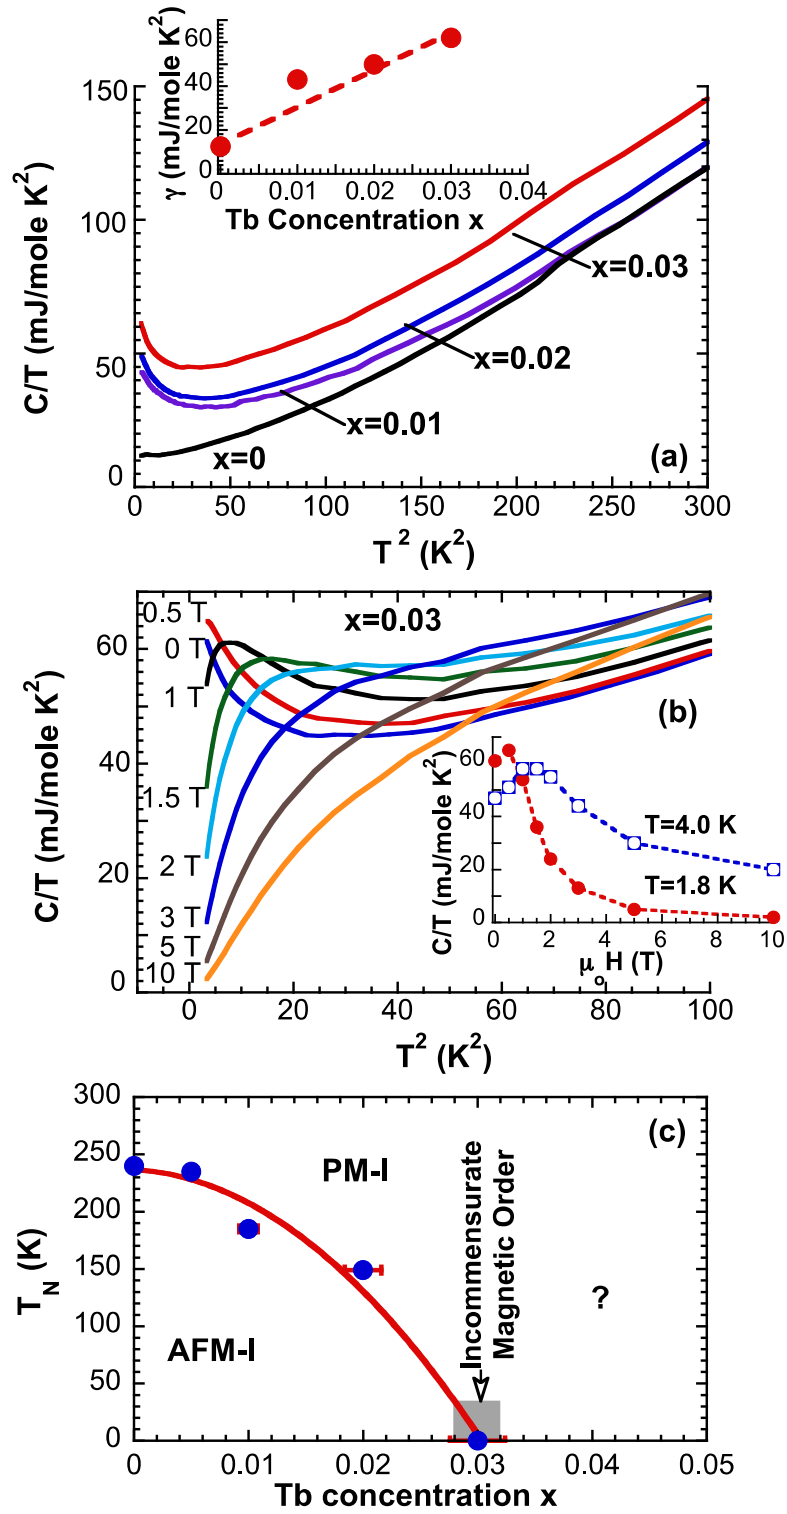 γ (mJ/mole K²)
60
40
20
0
0 0.01 0.02 0.03 0.04
Tb Concentration x
C/T (mJ/mole K²)
150
100
50
0
x=0.03
x=0.02
x=0.01
x=0
(a)
0 50 100 150 200 250 300
T² (K²)
C/T (mJ/mole K²)
60
40
20
0
0.5 T
0 T
1 T
1.5 T
2 T
3 T
5 T
10 T
x=0.03
(b)
C/T (mJ/mole K²)
60
40
20
0
T=4.0 K
T=1.8 K
0 2 4 6 8 10
μₒH (T)
0 20 40 60 80 100
T² (K²)
T_N (K)
300
250
200
150
100
50
0
(c)
PM-I
AFM-I
Incommensurate
Magnetic Order
?
0 0.01 0.02 0.03 0.04 0.05
Tb concentration x